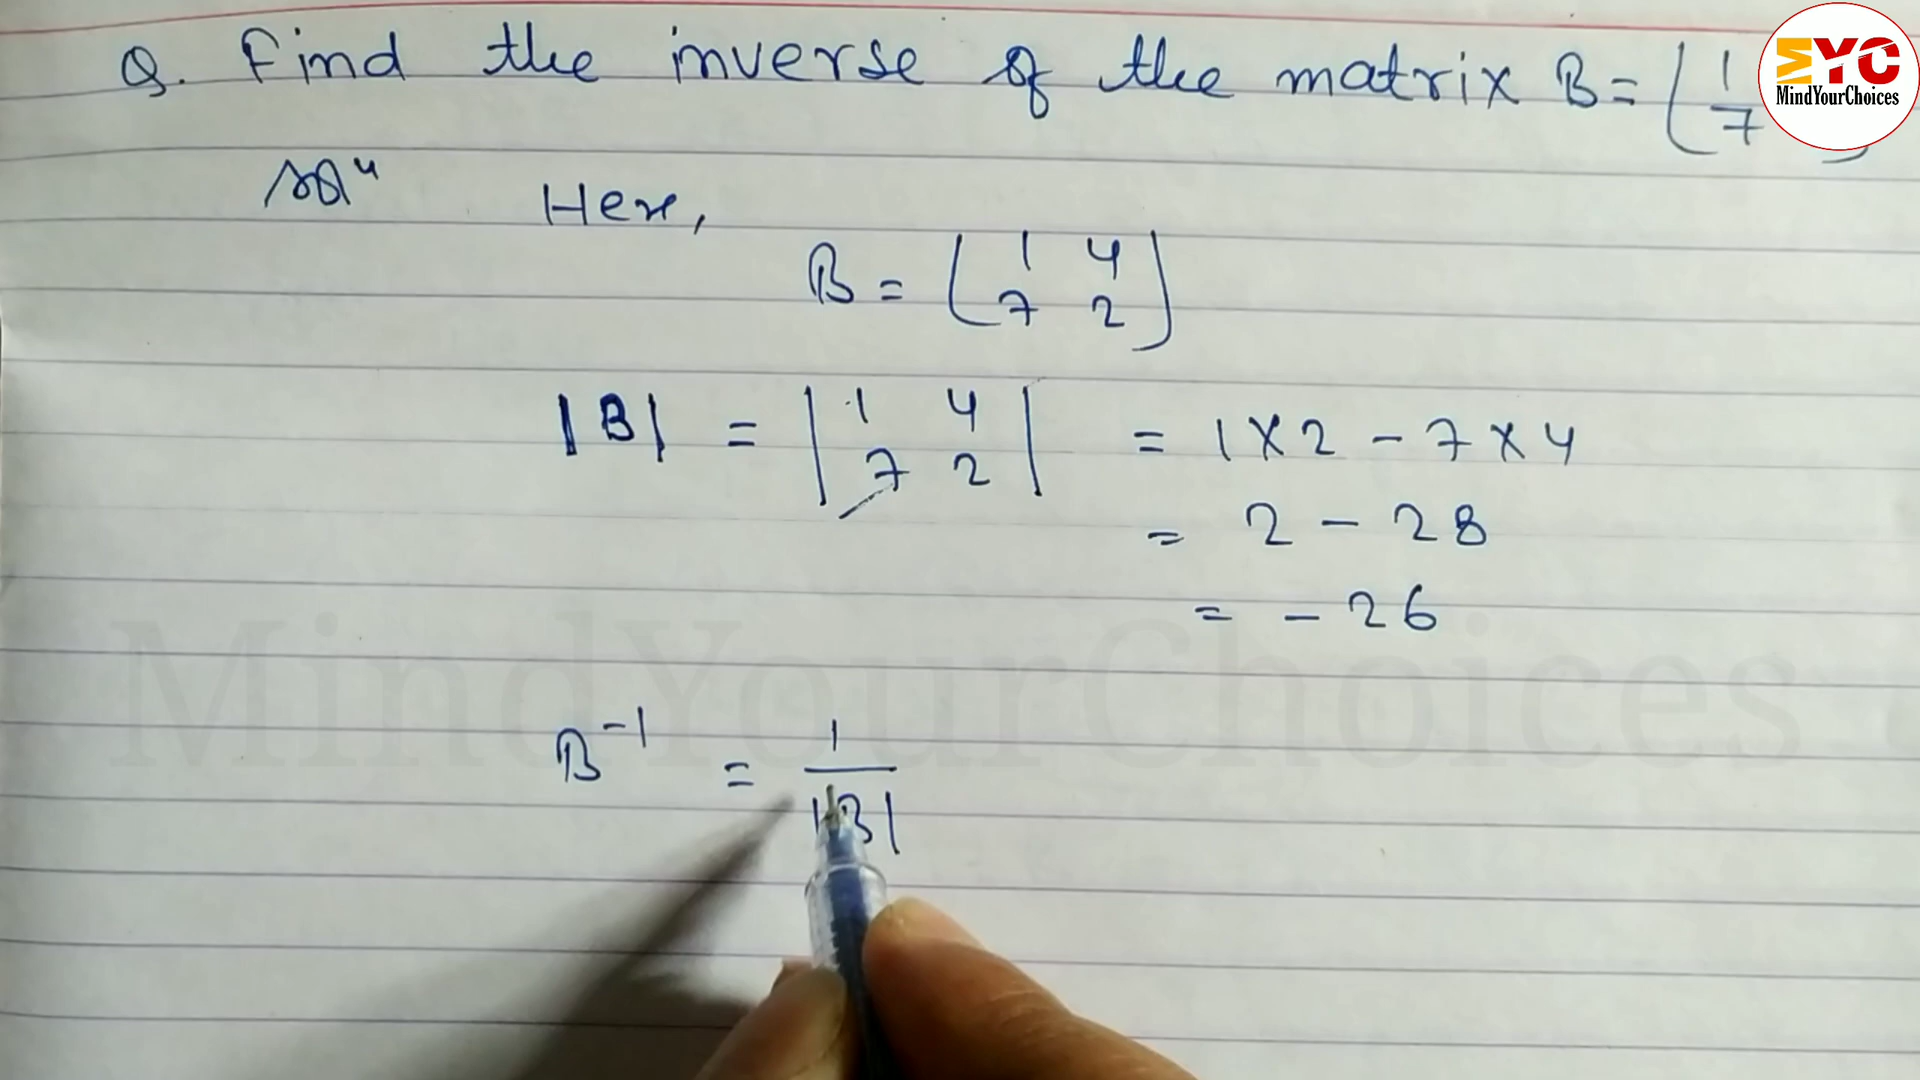 Q. Find the inverse of the matrix B = ( 1
7
MYC
MindYourChoices
Here,
B = ( 1 4
7 2 )
|B| = | 1 4 | = 1 × 2 - 7 × 4
7 2
= 2 - 28
= - 26
MindYourChoices
B⁻¹ = 1
|B|